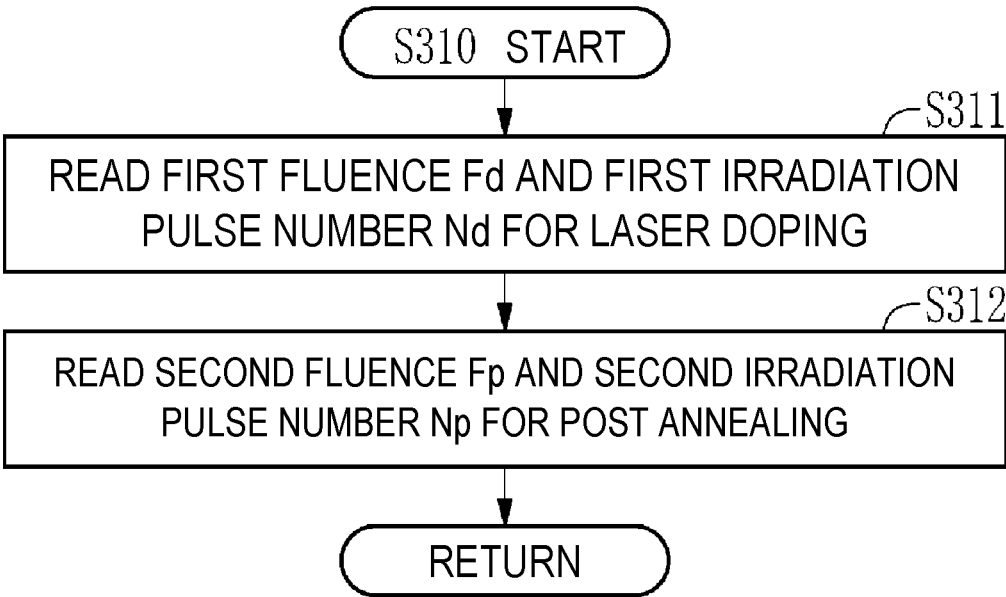 S310 START
S311
READ FIRST FLUENCE Fd AND FIRST IRRADIATION
PULSE NUMBER Nd FOR LASER DOPING
S312
READ SECOND FLUENCE Fp AND SECOND IRRADIATION
PULSE NUMBER Np FOR POST ANNEALING
RETURN